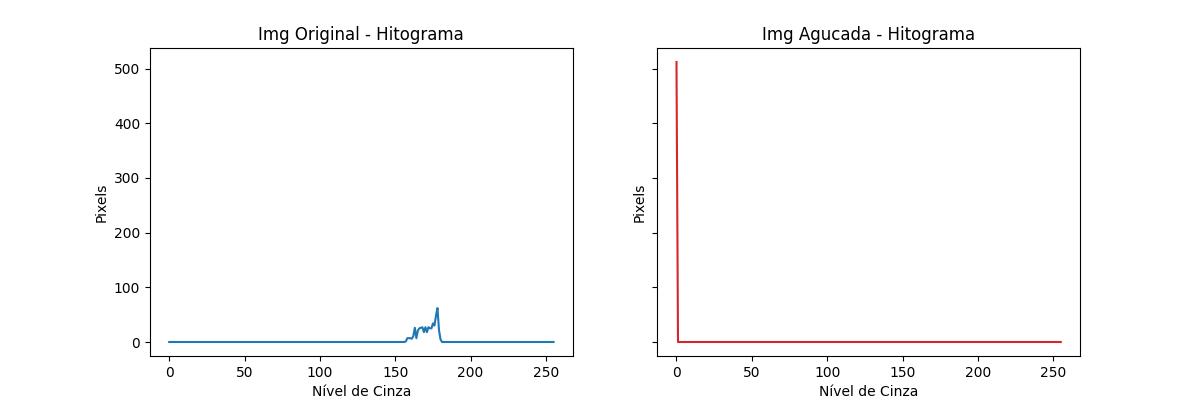 Img Original - Hitograma
500
400
300
200
100
0
Pixels
0 50 100 150 200 250
Nível de Cinza
Img Agucada - Hitograma
Pixels
0 50 100 150 200 250
Nível de Cinza